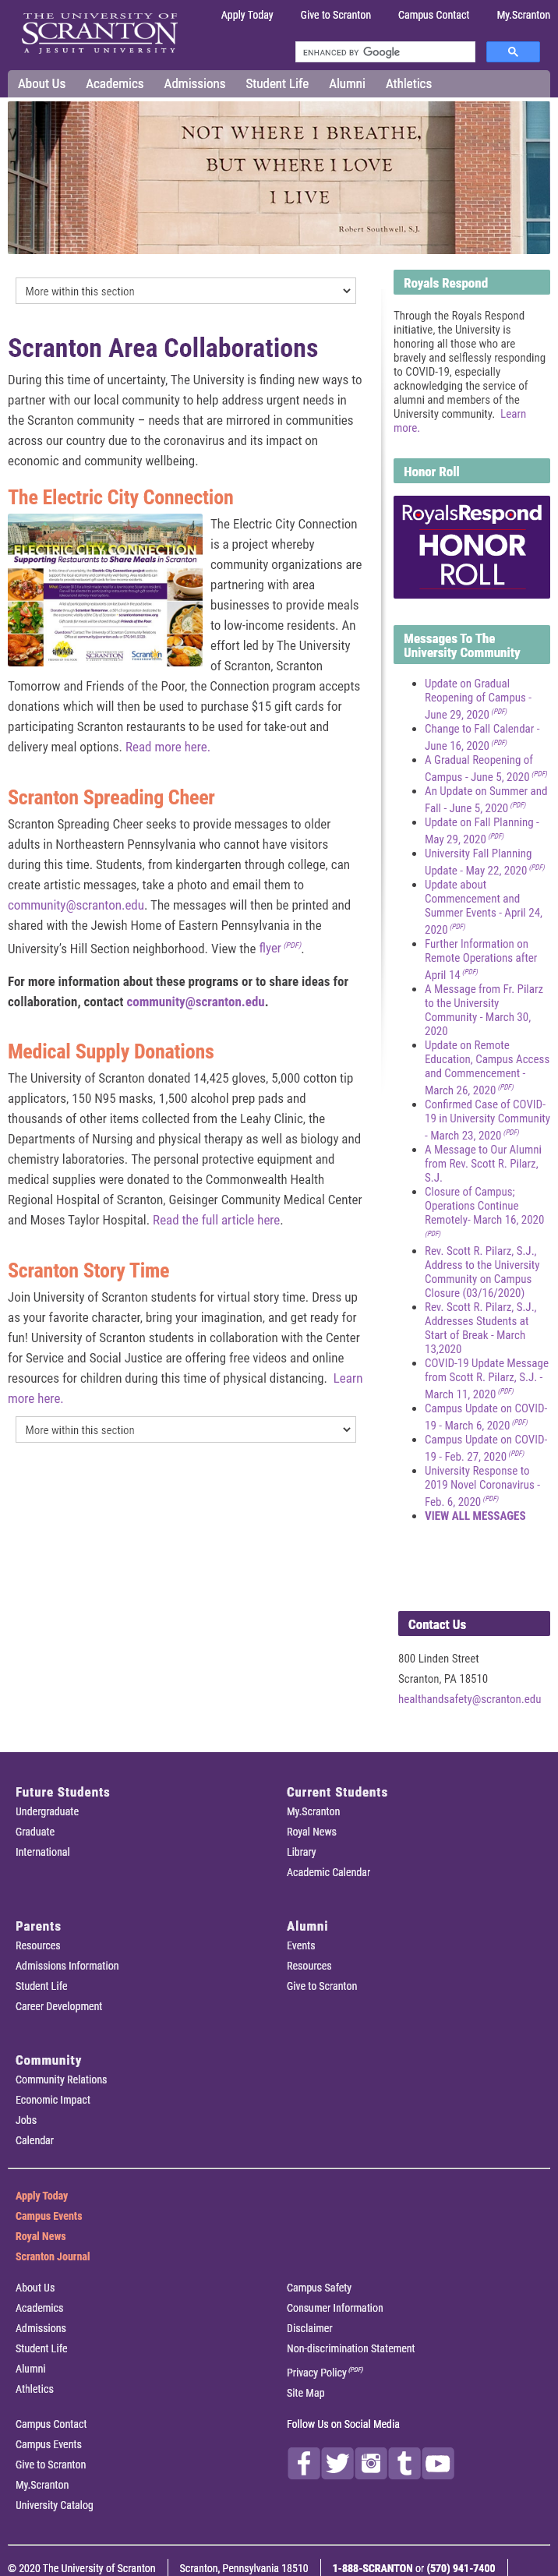 THE UNIVERSITY OF
SCRANTON
A JESUIT UNIVERSITY
Apply Today
Give to Scranton
Campus Contact
My.Scranton
ENHANCED BY Google
About Us
Academics
Admissions
Student Life
Alumni
Athletics
NOT WHERE I BREATHE,
BUT WHERE I LOVE
I LIVE
Robert Southwell, S.J.
More within this section
Scranton Area Collaborations
During this time of uncertainty, The University is finding new ways to
partner with our local community to help address urgent needs in
the Scranton community – needs that are mirrored in communities
across our country due to the coronavirus and its impact on
economic and community wellbeing.
The Electric City Connection
ELECTRIC CITY CONNECTION
Supporting Restaurants to Share Meals in Scranton
The Electric City Connection
is a project whereby
community organizations are
partnering with area
businesses to provide meals
to low-income residents. An
effort led by The University
of Scranton, Scranton
Tomorrow and Friends of the Poor, the Connection program accepts
donations which will then be used to purchase $15 gift cards for
participating Scranton restaurants to be used for take-out and
delivery meal options. Read more here.
Scranton Spreading Cheer
Scranton Spreading Cheer seeks to provide messages to older
adults in Northeastern Pennsylvania who cannot have visitors
during this time. Students, from kindergarten through college, can
create artistic messages, take a photo and email them to
community@scranton.edu. The messages will then be printed and
shared with the Jewish Home of Eastern Pennsylvania in the
University's Hill Section neighborhood. View the flyer (PDF).
For more information about these programs or to share ideas for
collaboration, contact community@scranton.edu.
Medical Supply Donations
The University of Scranton donated 14,425 gloves, 5,000 cotton tip
applicators, 150 N95 masks, 1,500 alcohol prep pads and
thousands of other items collected from the Leahy Clinic, the
Departments of Nursing and physical therapy as well as biology and
chemistry laboratories. The personal protective equipment and
medical supplies were donated to the Commonwealth Health
Regional Hospital of Scranton, Geisinger Community Medical Center
and Moses Taylor Hospital. Read the full article here.
Scranton Story Time
Join University of Scranton students for virtual story time. Dress up
as your favorite character, bring your imagination, and get ready for
fun! University of Scranton students in collaboration with the Center
for Service and Social Justice are offering free videos and online
resources for children during this time of physical distancing. Learn
more here.
More within this section
Royals Respond
Through the Royals Respond
initiative, the University is
honoring all those who are
bravely and selflessly responding
to COVID-19, especially
acknowledging the service of
alumni and members of the
University community. Learn
more.
Honor Roll
RoyalsRespond
HONOR
ROLL
Messages To The
University Community
Update on Gradual
Reopening of Campus -
June 29, 2020 (PDF)
Change to Fall Calendar -
June 16, 2020 (PDF)
A Gradual Reopening of
Campus - June 5, 2020 (PDF)
An Update on Summer and
Fall - June 5, 2020 (PDF)
Update on Fall Planning -
May 29, 2020 (PDF)
University Fall Planning
Update - May 22, 2020 (PDF)
Update about
Commencement and
Summer Events - April 24,
2020 (PDF)
Further Information on
Remote Operations after
April 14 (PDF)
A Message from Fr. Pilarz
to the University
Community - March 30,
2020
Update on Remote
Education, Campus Access
and Commencement -
March 26, 2020 (PDF)
Confirmed Case of COVID-
19 in University Community
- March 23, 2020 (PDF)
A Message to Our Alumni
from Rev. Scott R. Pilarz,
S.J.
Closure of Campus;
Operations Continue
Remotely- March 16, 2020
(PDF)
Rev. Scott R. Pilarz, S.J.,
Address to the University
Community on Campus
Closure (03/16/2020)
Rev. Scott R. Pilarz, S.J.,
Addresses Students at
Start of Break - March
13,2020
COVID-19 Update Message
from Scott R. Pilarz, S.J. -
March 11, 2020 (PDF)
Campus Update on COVID-
19 - March 6, 2020 (PDF)
Campus Update on COVID-
19 - Feb. 27, 2020 (PDF)
University Response to
2019 Novel Coronavirus -
Feb. 6, 2020 (PDF)
VIEW ALL MESSAGES
Contact Us
800 Linden Street
Scranton, PA 18510
healthandsafety@scranton.edu
Future Students
Undergraduate
Graduate
International
Current Students
My.Scranton
Royal News
Library
Academic Calendar
Parents
Resources
Admissions Information
Student Life
Career Development
Alumni
Events
Resources
Give to Scranton
Community
Community Relations
Economic Impact
Jobs
Calendar
Apply Today
Campus Events
Royal News
Scranton Journal
About Us
Academics
Admissions
Student Life
Alumni
Athletics
Campus Safety
Consumer Information
Disclaimer
Non-discrimination Statement
Privacy Policy (PDF)
Site Map
Campus Contact
Campus Events
Give to Scranton
My.Scranton
University Catalog
Follow Us on Social Media
© 2020 The University of Scranton
Scranton, Pennsylvania 18510
1-888-SCRANTON or (570) 941-7400